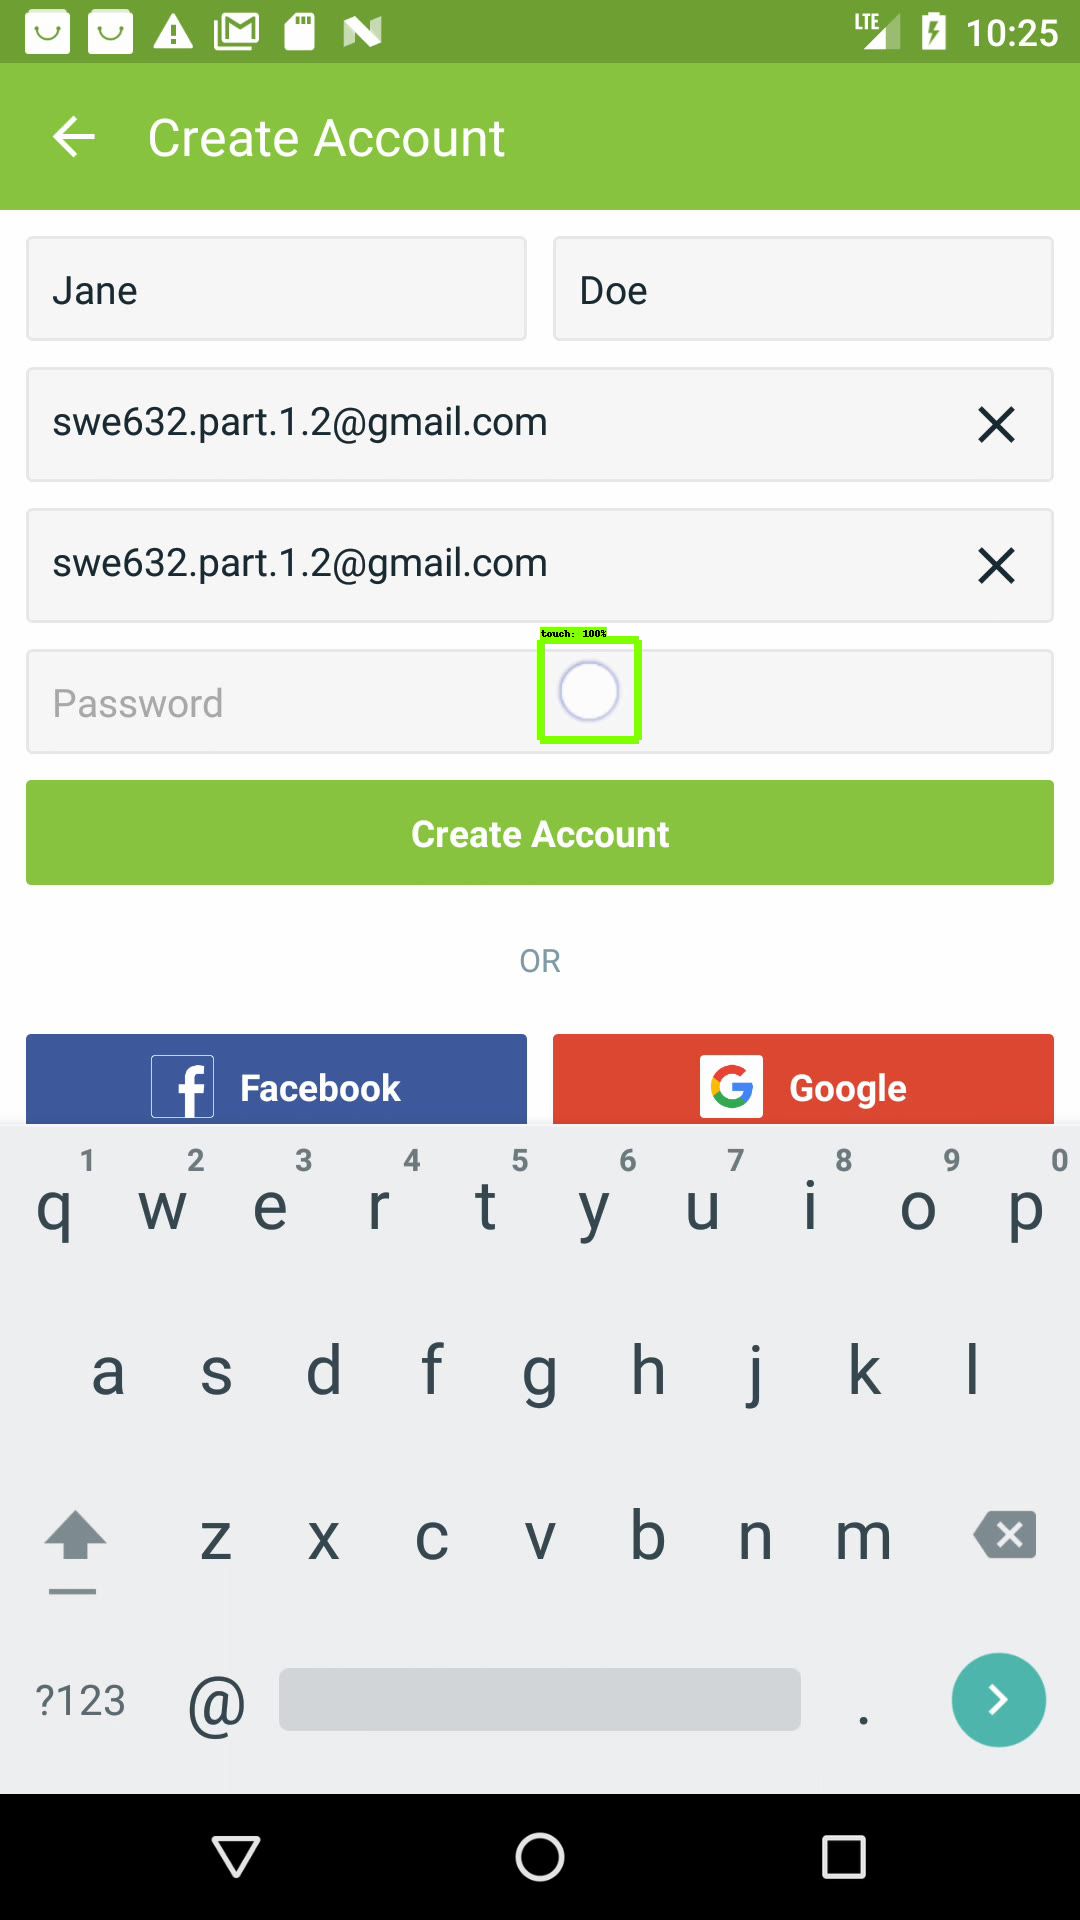 LTE 10:25
Create Account
Jane Doe
swe632.part.1.2@gmail.com
swe632.part.1.2@gmail.com
touch: 100%
Password
Create Account
OR
f Facebook G Google
1 2 3 4 5 6 7 8 9 0
q w e r t y u i o p
a s d f g h j k l
z x c v b n m
?123 @ .